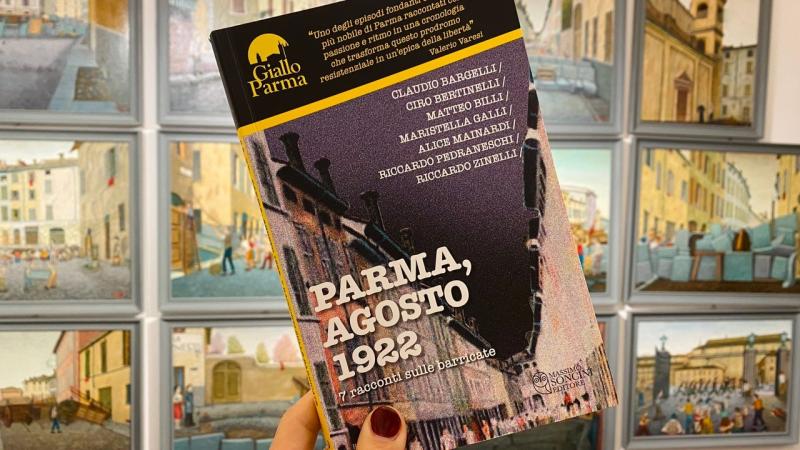 Giallo
Parma
"Uno degli episodi fondanti
più nobile di Parma raccontati con
passione e ritmo in una cronologia
che trasforma questo prodromo
resistenziale in un'epica della libertà"
Valerio Varesi
CLAUDIO BARGELLI /
CIRO BERTINELLI /
MATTEO BILLI /
MARISTELLA GALLI /
ALICE MAINARDI /
RICCARDO PEDRANESCHI /
RICCARDO ZINELLI /
PARMA,
AGOSTO
1922
7 racconti sulle barricate
MASSIMO
SONCINI
EDITORE